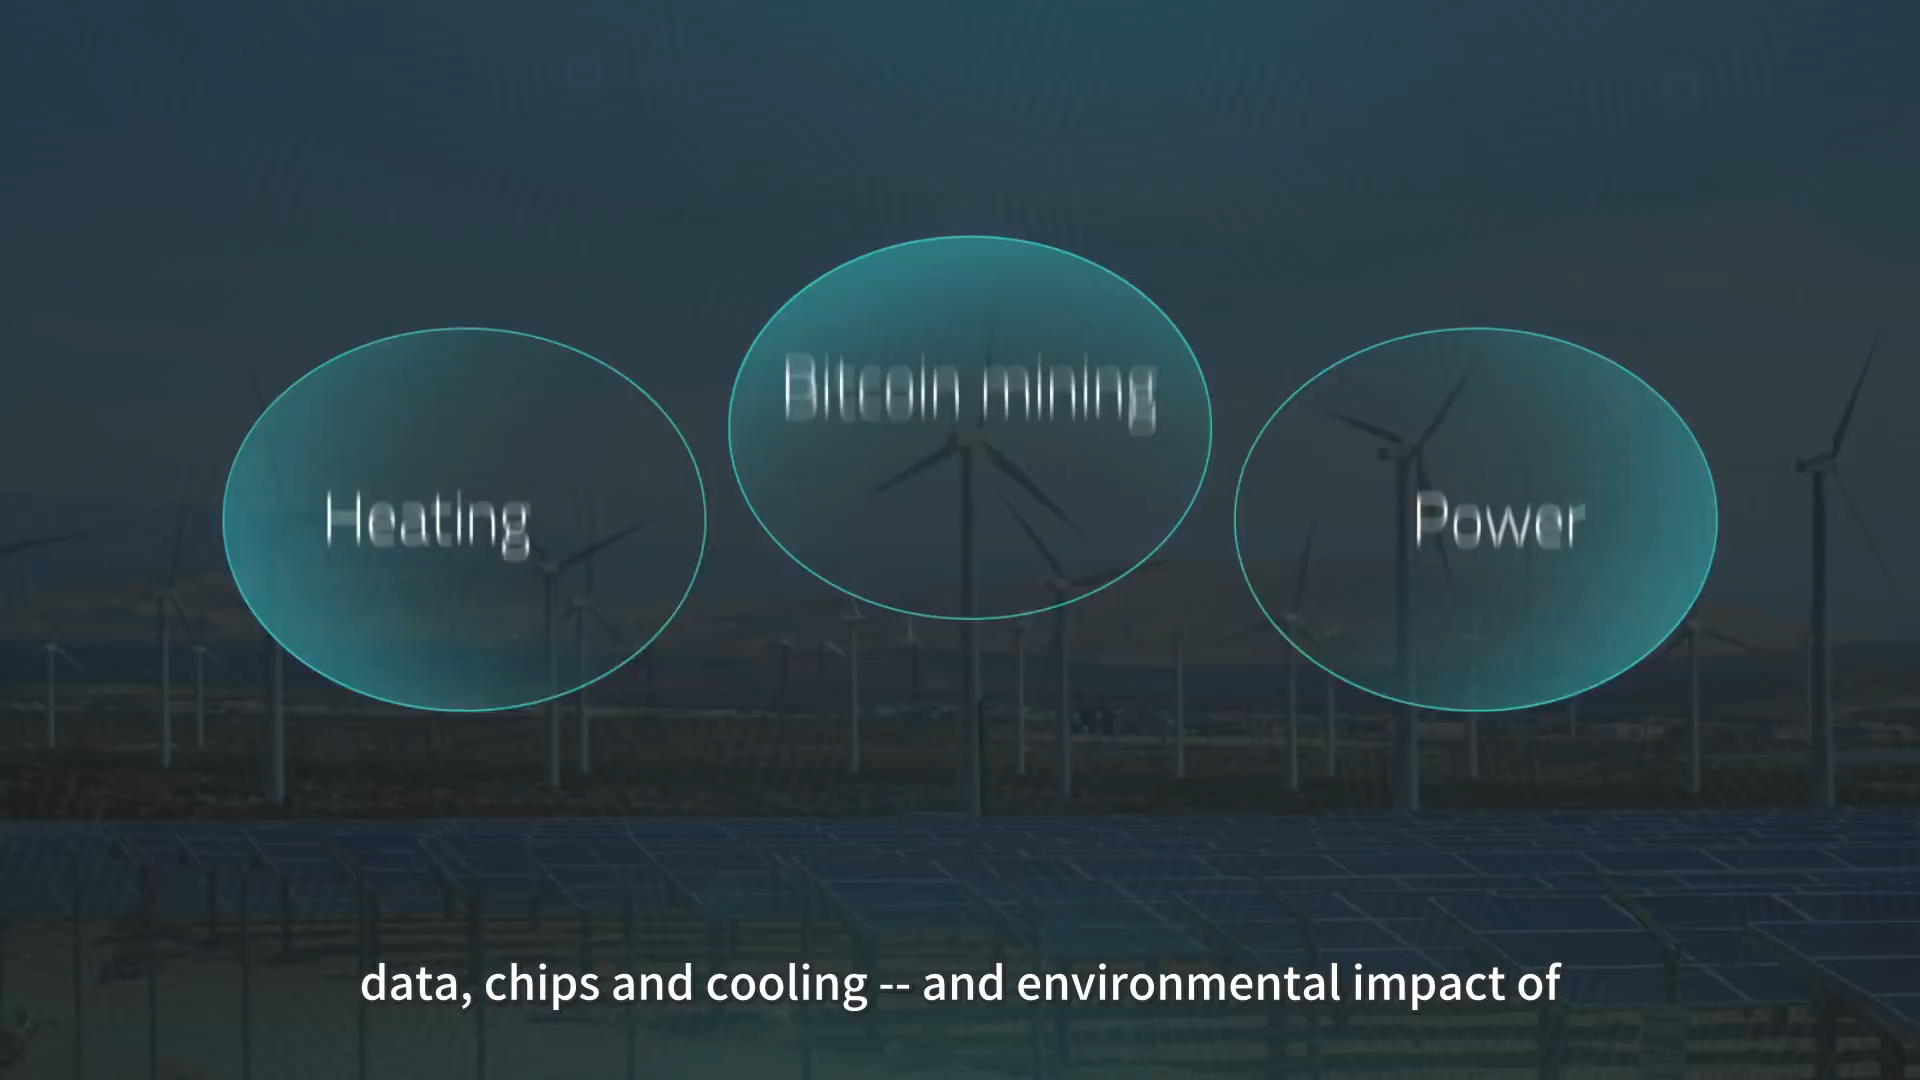 Bitcoin mining
Heating
Power
data, chips and cooling -- and environmental impact of